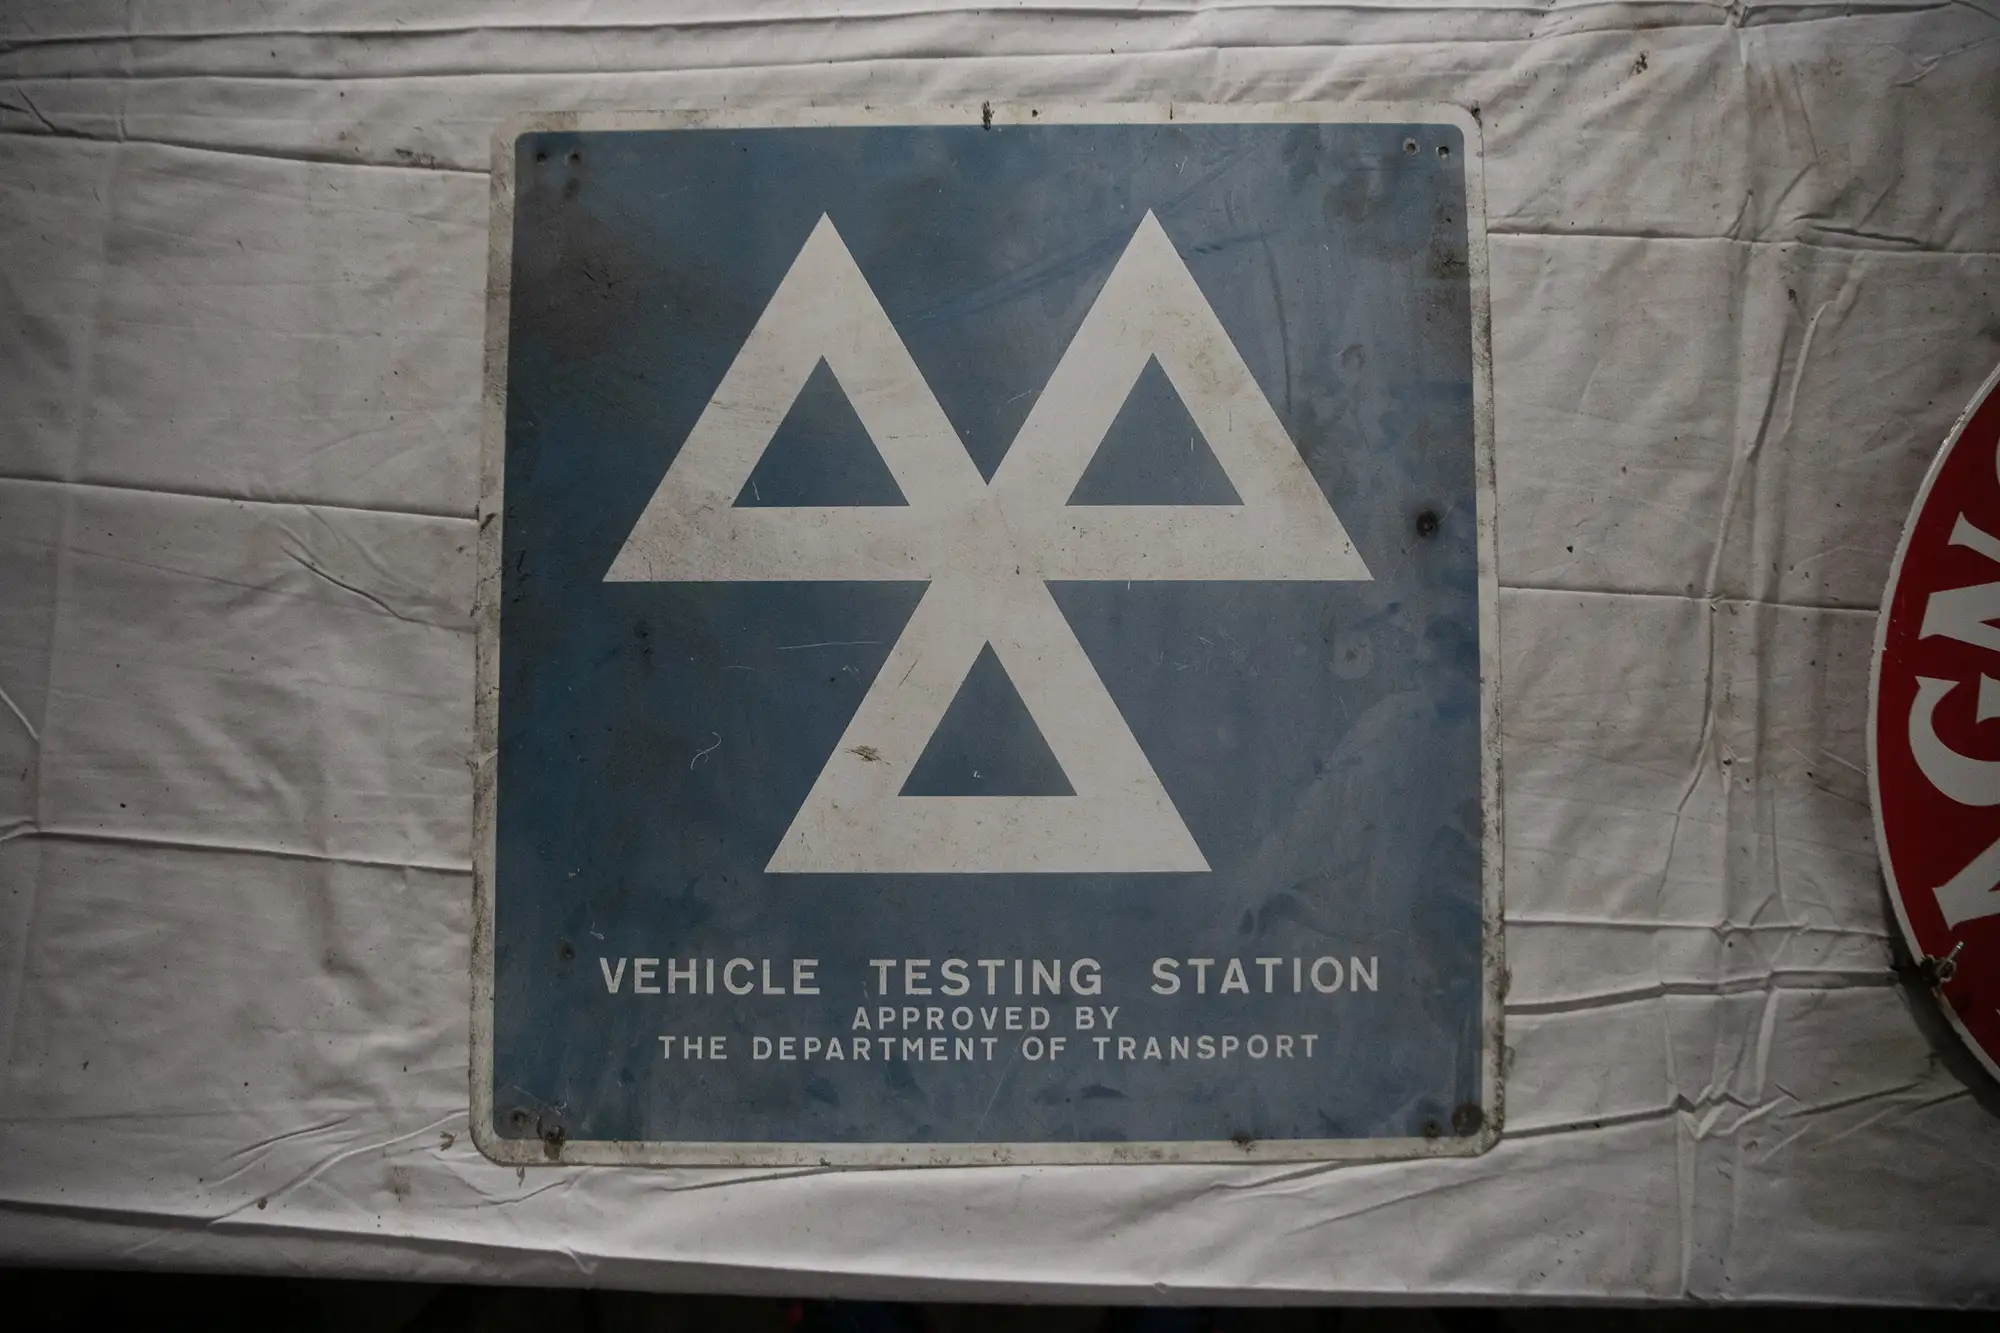 VEHICLE TESTING STATION
APPROVED BY
THE DEPARTMENT OF TRANSPORT